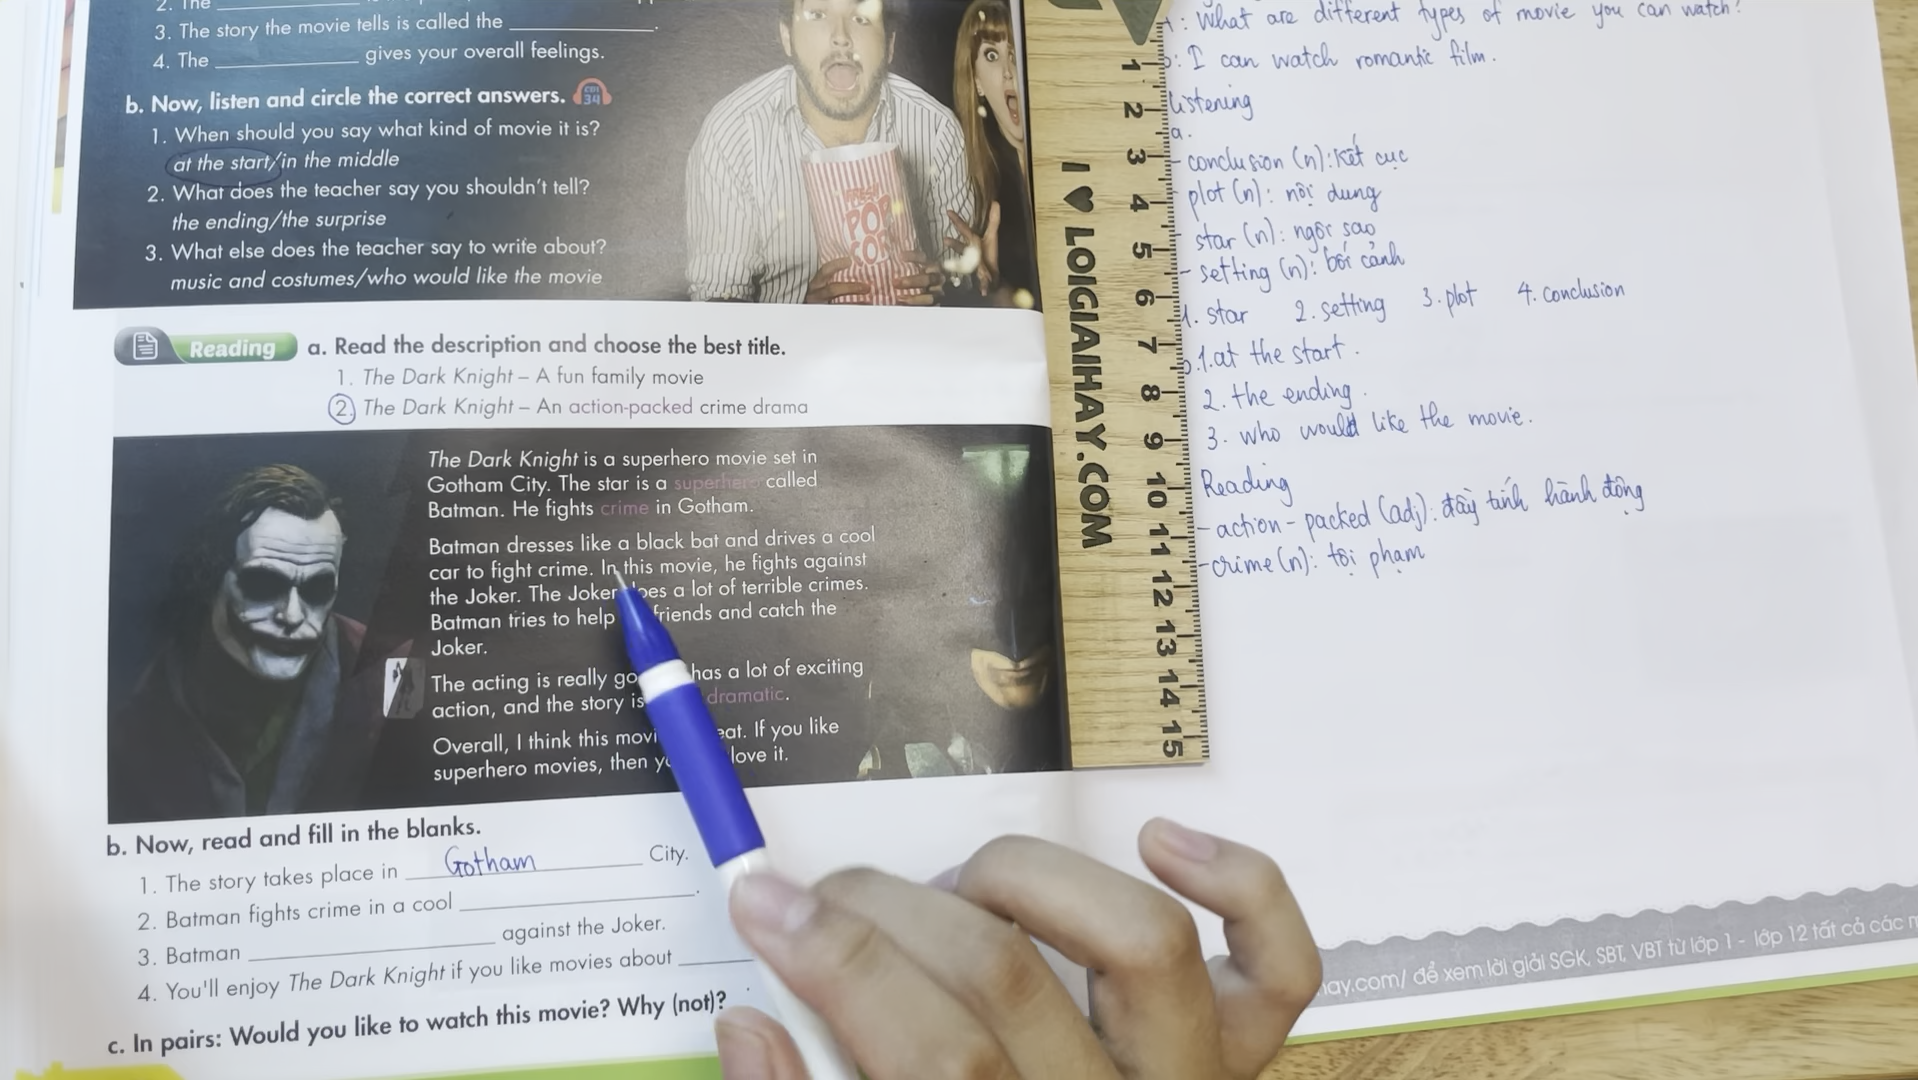 2. The
3. The story the movie tells is called the ____________.
4. The ____________ gives your overall feelings.
b. Now, listen and circle the correct answers.
CD1
34
1. When should you say what kind of movie it is?
at the start/in the middle
2. What does the teacher say you shouldn't tell?
the ending/the surprise
3. What else does the teacher say to write about?
music and costumes/who would like the movie
POP
Reading
a. Read the description and choose the best title.
1. The Dark Knight – A fun family movie
2. The Dark Knight – An action-packed crime drama
The Dark Knight is a superhero movie set in
Gotham City. The star is a superhero called
Batman. He fights crime in Gotham.
Batman dresses like a black bat and drives a cool
car to fight crime. In this movie, he fights against
the Joker. The Joker does a lot of terrible crimes.
Batman tries to help friends and catch the
Joker.
The acting is really has a lot of exciting
action, and the story is dramatic.
Overall, I think this If you like
superhero movies, then love it.
b. Now, read and fill in the blanks.
1. The story takes place in Gotham City.
2. Batman fights crime in a cool ____________.
3. Batman ____________ against the Joker.
4. You'll enjoy The Dark Knight if you like movies about
c. In pairs: Would you like to watch this movie? Why (not)?
I ♥ LOIGIAIHAY.COM
1 2 3 4 5 6 7 8 9 10 11 12 13 14 15
: What are different types of movie you can watch?
: I can watch romantic film.
Listening
a.
- conclusion (n): kết cục
- plot (n): nội dung
- star (n): ngôi sao
- setting (n): bối cảnh
1. star 2. setting 3. plot 4. conclusion
b. 1. at the start.
2. the ending.
3. who would like the movie.
Reading
- action-packed (adj): đầy tính hành động
- crime (n): tội phạm
hay.com/ để xem lời giải SGK, SBT, VBT từ lớp 1 - lớp 12 tất cả các